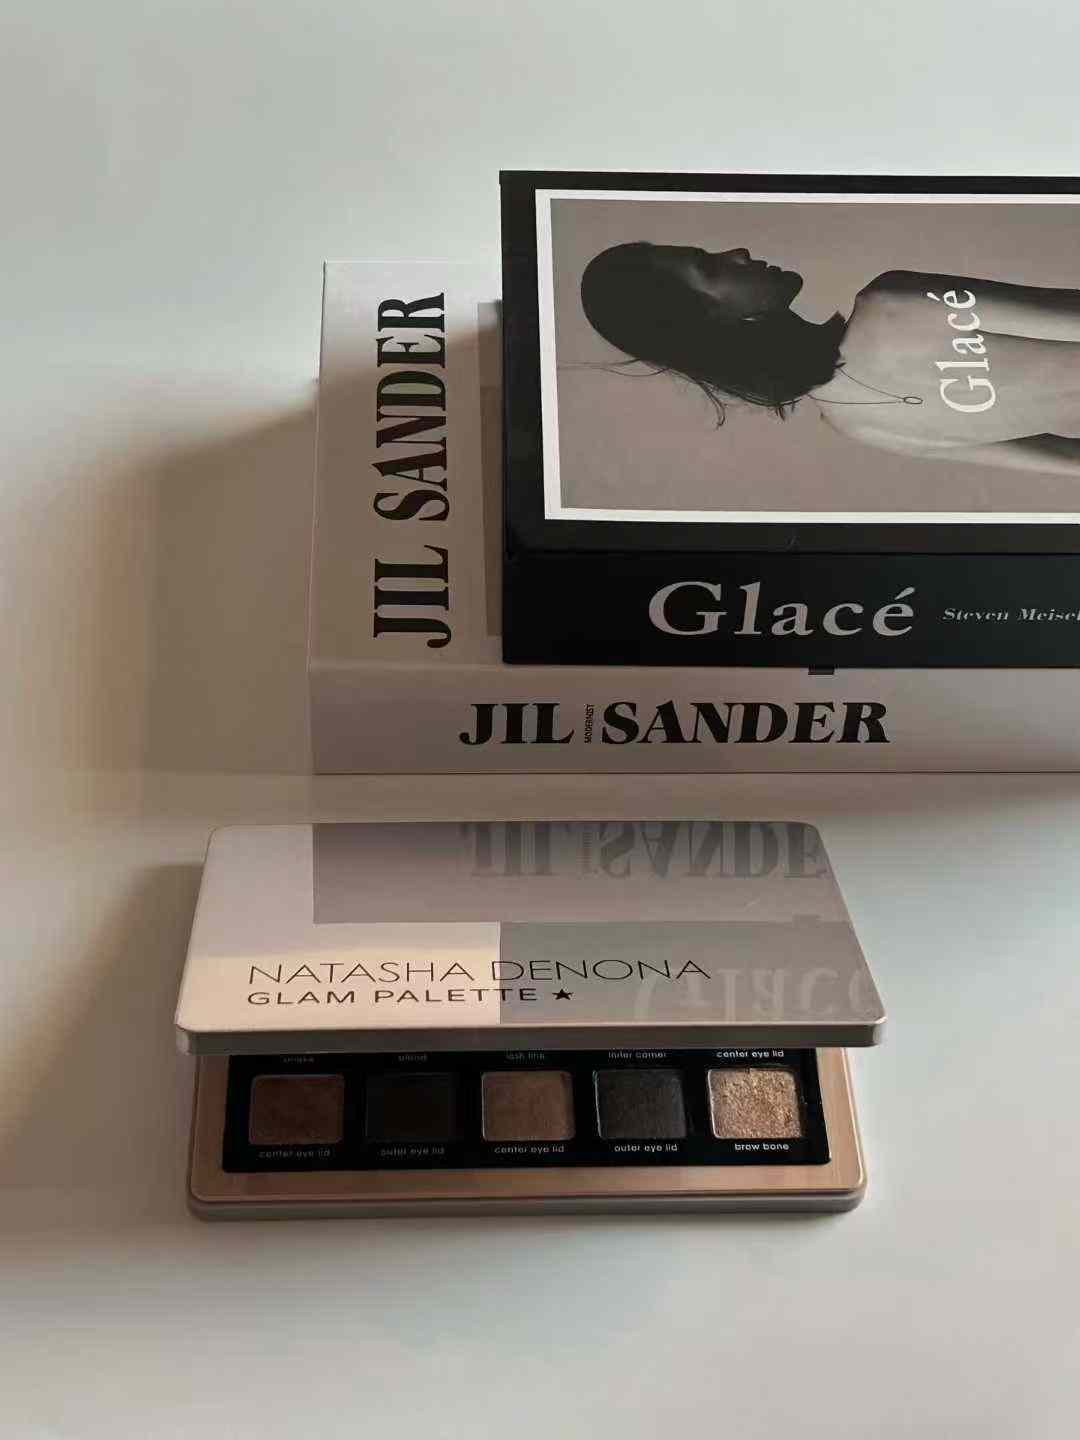 Glacé
JIL SANDER
Glacé Steven Meisel
JIL MODERNIST SANDER
NATASHA DENONA
GLAM PALETTE ★
blend lash line inner corner center eye lid
center eye lid outer eye lid center eye lid outer eye lid brow bone